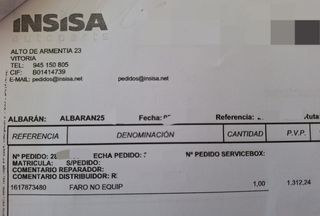 INSISA
ALTO DE ARMENTIA 23
VITORIA
TEL: 945 150 805
CIF: B01414739
E-MAIL: pedidos@insisa.net pedidos@insisa.net
ALBARÁN: ALBARAN25 Fecha: Referencia:
REFERENCIA DENOMINACIÓN CANTIDAD P.V.P.
Nº PEDIDO: ECHA PEDIDO: Nº PEDIDO SERVICEBOX:
MATRICULA: S/PEDIDO:
COMENTARIO REPARADOR:
COMENTARIO DISTRIBUIDOR: R
1617873480 FARO NO EQUIP 1,00 1.312,24